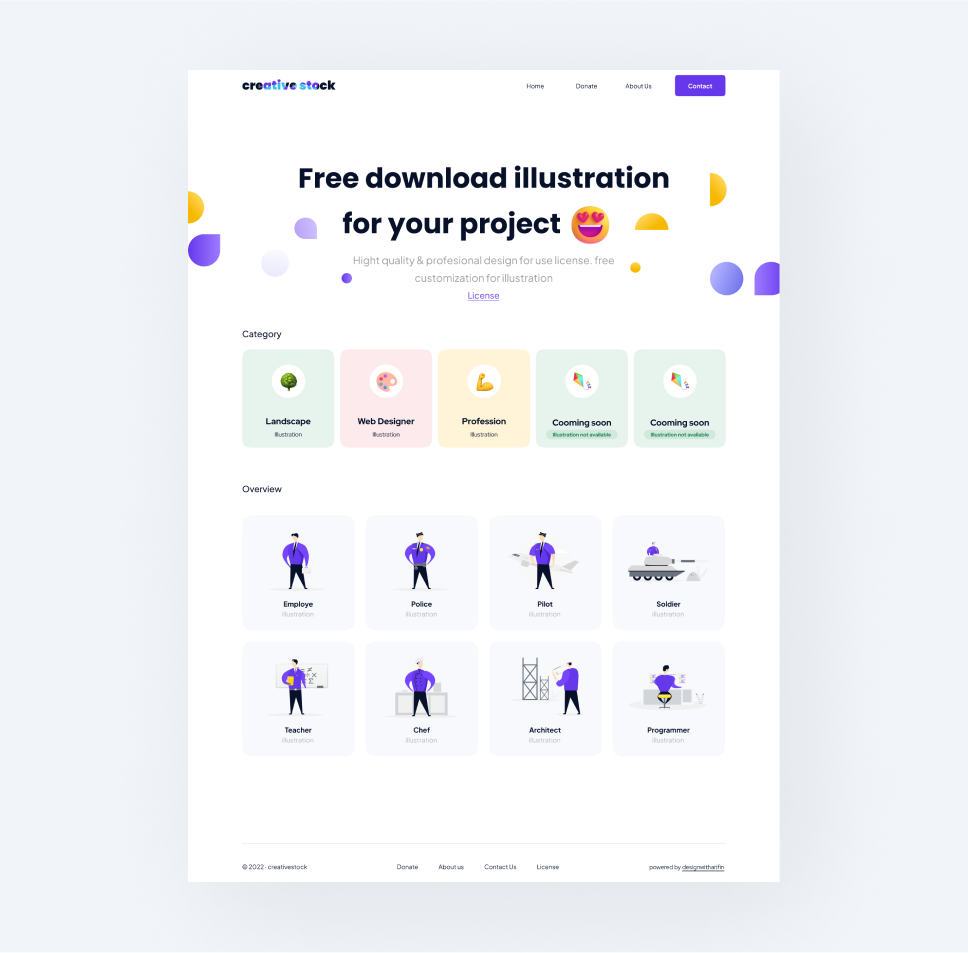 creative stock
Home Donate About Us Contact
Free download illustration
for your project
Hight quality & profesional design for use license. free
customization for illustration
License
Category
Landscape Web Designer Profession Cooming soon Cooming soon
Illustration Illustration Illustration Illustration not available Illustration not available
Overview
Employe Police Pilot Soldier
Illustration Illustration Illustration Illustration
Teacher Chef Architect Programmer
Illustration Illustration Illustration Illustration
© 2022 · creativestock Donate About us Contact Us License powered by designwithartfin